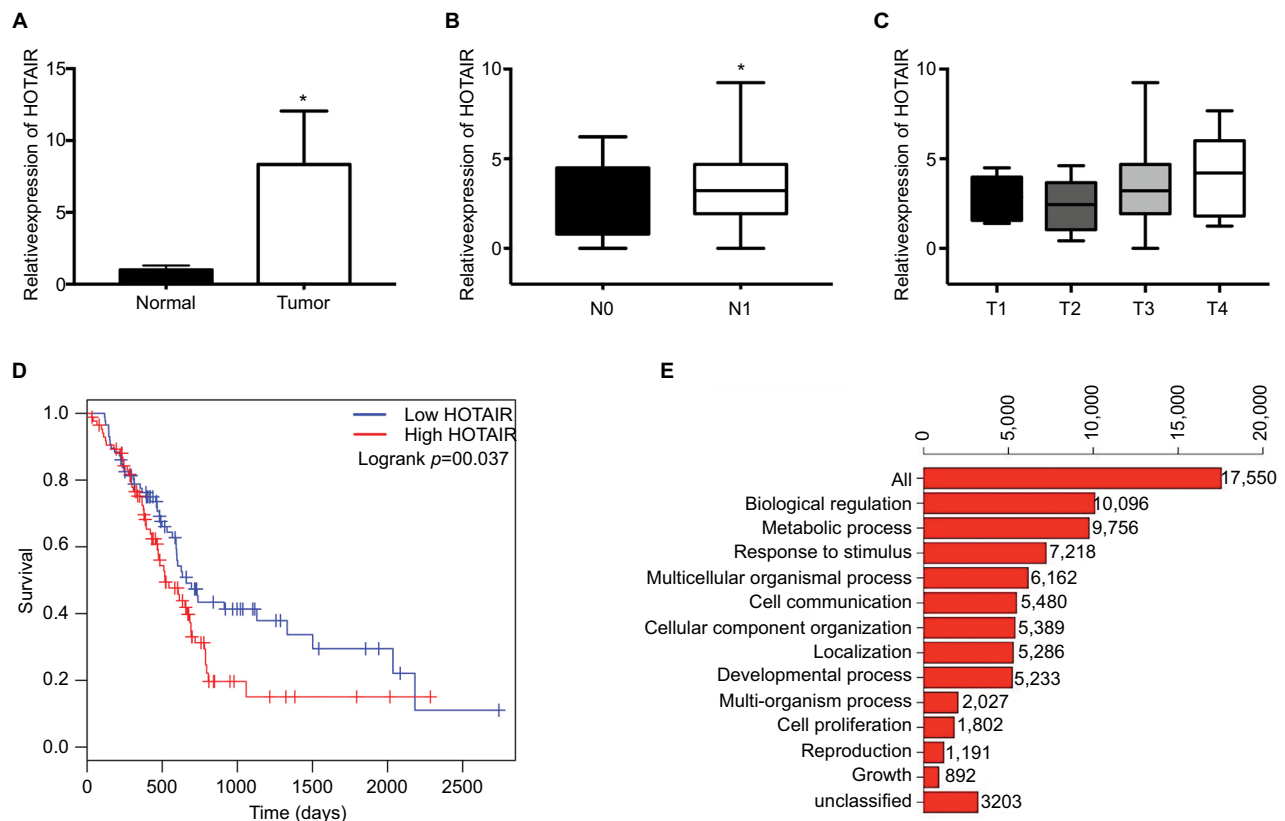 A
Relativeexpression of HOTAIR
15
10
5
0
*
Normal
Tumor
B
Relativeexpression of HOTAIR
10
5
0
*
N0
N1
C
Relativeexpression of HOTAIR
10
5
0
T1
T2
T3
T4
D
Survival
1.0
0.8
0.6
0.4
0.2
0.0
Low HOTAIR
High HOTAIR
Logrank p=00.037
0
500
1000
1500
2000
2500
Time (days)
E
0
5,000
10,000
15,000
20,000
All 17,550
Biological regulation 10,096
Metabolic process 9,756
Response to stimulus 7,218
Multicellular organismal process 6,162
Cell communication 5,480
Cellular component organization 5,389
Localization 5,286
Developmental process 5,233
Multi-organism process 2,027
Cell proliferation 1,802
Reproduction 1,191
Growth 892
unclassified 3203